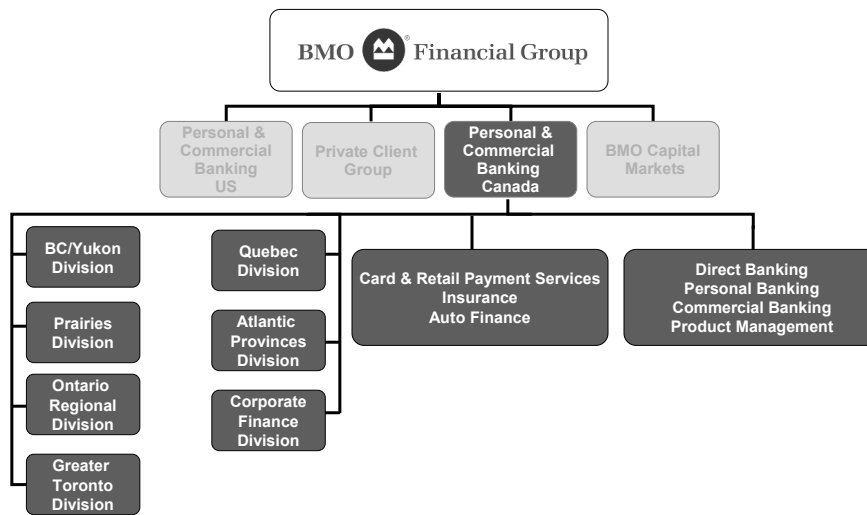 BMO ® Financial Group
Personal &
Commercial
Banking
US
Private Client
Group
Personal &
Commercial
Banking
Canada
BMO Capital
Markets
BC/Yukon
Division
Prairies
Division
Ontario
Regional
Division
Greater
Toronto
Division
Quebec
Division
Atlantic
Provinces
Division
Corporate
Finance
Division
Card & Retail Payment Services
Insurance
Auto Finance
Direct Banking
Personal Banking
Commercial Banking
Product Management